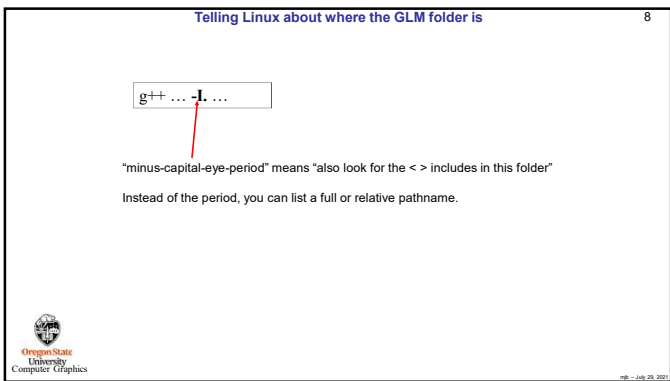 Telling Linux about where the GLM folder is
8
g++ … -I. …
“minus-capital-eye-period” means “also look for the < > includes in this folder”
Instead of the period, you can list a full or relative pathname.
Oregon State
University
Computer Graphics
mjb – July 29, 2021